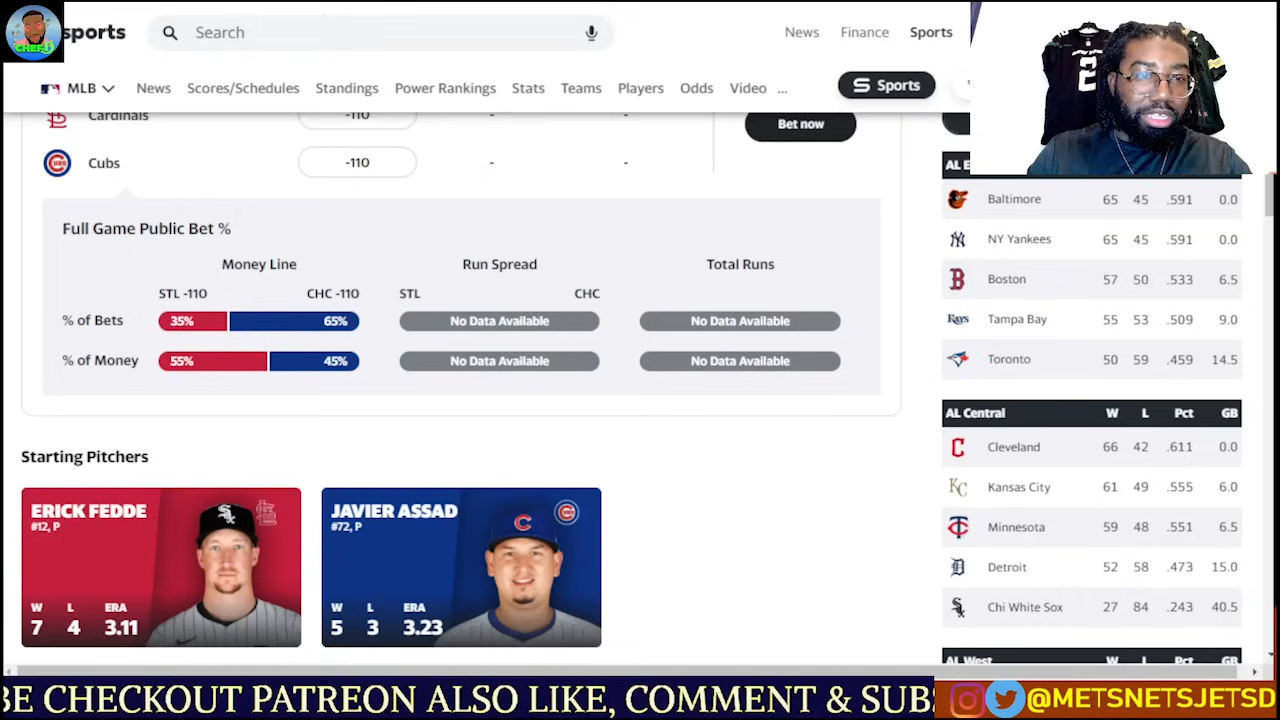 CHEFJ
sports
Search
News Finance Sports
MLB News Scores/Schedules Standings Power Rankings Stats Teams Players Odds Video ... Sports
Cardinals -110 - -
Bet now
Cubs -110 - -
Full Game Public Bet %
Money Line Run Spread Total Runs
STL -110 CHC -110 STL CHC
% of Bets 35% 65% No Data Available No Data Available
% of Money 55% 45% No Data Available No Data Available
Starting Pitchers
ERICK FEDDE
#12, P
W L ERA
7 4 3.11
JAVIER ASSAD
#72, P
W L ERA
5 3 3.23
AL E
Baltimore 65 45 .591 0.0
NY Yankees 65 45 .591 0.0
Boston 57 50 .533 6.5
Tampa Bay 55 53 .509 9.0
Toronto 50 59 .459 14.5
AL Central W L Pct GB
Cleveland 66 42 .611 0.0
Kansas City 61 49 .555 6.0
Minnesota 59 48 .551 6.5
Detroit 52 58 .473 15.0
Chi White Sox 27 84 .243 40.5
AL West W L Pct GB
BE CHECKOUT PATREON ALSO LIKE, COMMENT & SUBS
@METSNETSJETSD